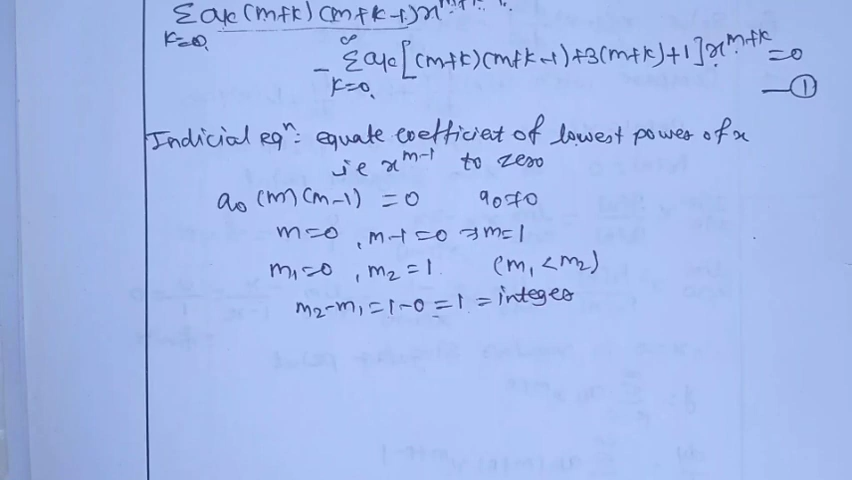 Σ aₖ (m+k) (m+k-1) x
k=0
∞
- Σ aₖ [(m+k)(m+k-1)+3(m+k)+1] x^m+k =0
k=0 — ①
Indicial eqⁿ: equate coefficient of lowest power of x
ie x^m-1 to zero
a₀ (m) (m-1) = 0 a₀≠0
m=0 , m-1=0 ⇒ m=1
m₁=0 , m₂=1 (m₁ < m₂)
m₂-m₁ = 1-0 = 1 = integer